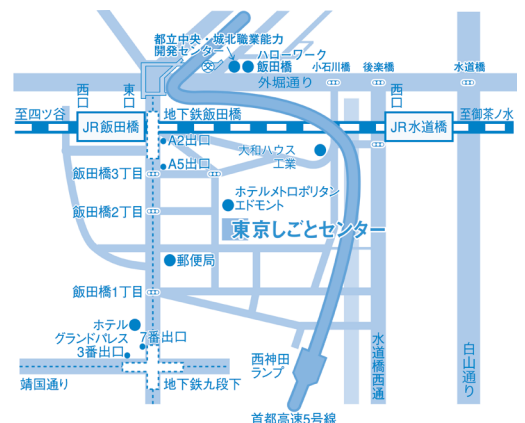 都立中央・城北職業能力
開発センター
ハローワーク
飯田橋
小石川橋
後楽橋
水道橋
外堀通り
西口
東口
西口
至四ツ谷
地下鉄飯田橋
至御茶ノ水
JR飯田橋
JR水道橋
A2出口
大和ハウス
工業
A5出口
飯田橋3丁目
ホテルメトロポリタン
エドモント
飯田橋2丁目
東京しごとセンター
郵便局
飯田橋1丁目
ホテル
グランドパレス
7番出口
3番出口
西神田
ランプ
水道橋西通り
白山通り
靖国通り
地下鉄九段下
首都高速5号線